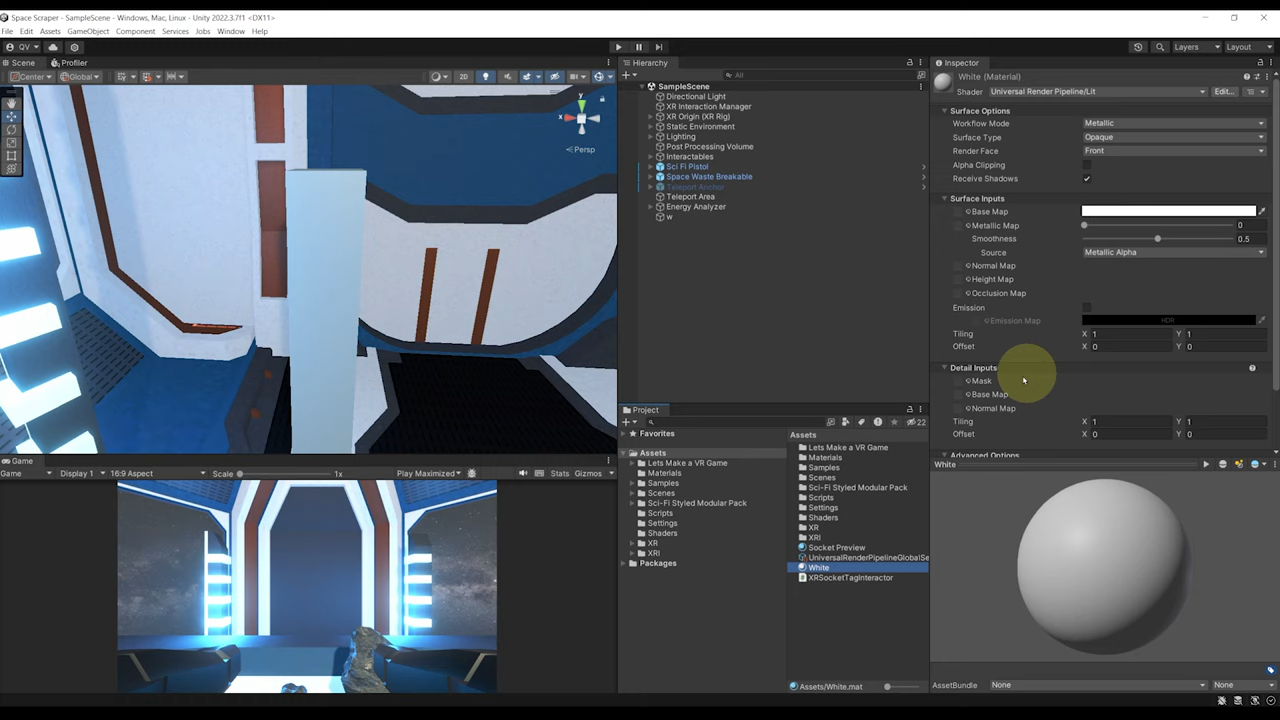 Space Scraper - SampleScene - Windows, Mac, Linux - Unity 2022.3.7f1 <DX11>
File Edit Assets GameObject Component Services Jobs Window Help
QV
Layers Layout
Scene Profiler
Center Global
2D
y
x
Persp
Hierarchy
All
SampleScene
Directional Light
XR Interaction Manager
XR Origin (XR Rig)
Static Environment
Lighting
Post Processing Volume
Interactables
Sci Fi Pistol
Space Waste Breakable
Teleport Anchor
Teleport Area
Energy Analyzer
w
Inspector
White (Material)
Shader Universal Render Pipeline/Lit Edit...
Surface Options
Workflow Mode Metallic
Surface Type Opaque
Render Face Front
Alpha Clipping
Receive Shadows
Surface Inputs
Base Map
Metallic Map 0
Smoothness 0.5
Source Metallic Alpha
Normal Map
Height Map
Occlusion Map
Emission
Emission Map HDR
Tiling X 1 Y 1
Offset X 0 Y 0
Detail Inputs
Mask
Base Map
Normal Map
Tiling X 1 Y 1
Offset X 0 Y 0
Advanced Options
White
AssetBundle None None
Game
Game Display 1 16:9 Aspect Scale 1x Play Maximized Stats Gizmos
Project
22
Favorites
Assets
Lets Make a VR Game
Materials
Samples
Scenes
Sci-Fi Styled Modular Pack
Scripts
Settings
Shaders
XR
XRI
Packages
Assets
Lets Make a VR Game
Materials
Samples
Scenes
Sci-Fi Styled Modular Pack
Scripts
Settings
Shaders
XR
XRI
Socket Preview
UniversalRenderPipelineGlobalSe
White
XRSocketTagInteractor
Assets/White.mat